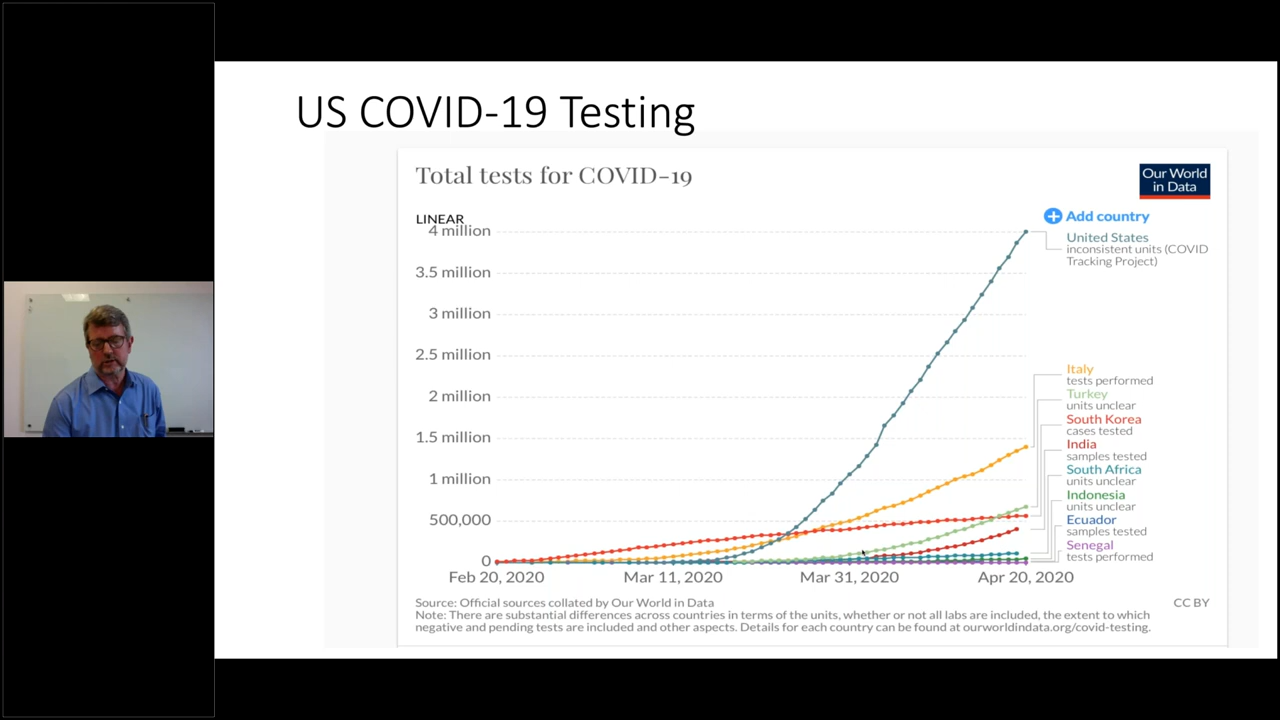 US COVID-19 Testing
Total tests for COVID-19
Our World
in Data
LINEAR
Add country
4 million
3.5 million
3 million
2.5 million
2 million
1.5 million
1 million
500,000
0
Feb 20, 2020
Mar 11, 2020
Mar 31, 2020
Apr 20, 2020
United States
inconsistent units (COVID
Tracking Project)
Italy
tests performed
Turkey
units unclear
South Korea
cases tested
India
samples tested
South Africa
units unclear
Indonesia
units unclear
Ecuador
samples tested
Senegal
tests performed
Source: Official sources collated by Our World in Data
CC BY
Note: There are substantial differences across countries in terms of the units, whether or not all labs are included, the extent to which
negative and pending tests are included and other aspects. Details for each country can be found at ourworldindata.org/covid-testing.